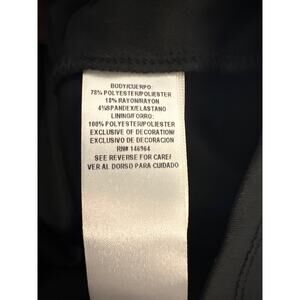 BODY/CUERPO:
78% POLYESTER/POLIESTER
18% RAYON/RAYON
4%SPANDEX/ELASTANO
LINING/FORRO:
100% POLYESTER/POLIESTER
EXCLUSIVE OF DECORATION/
EXCLUSIVO DE DECORACION
RN# 146964
SEE REVERSE FOR CARE/
VER AL DORSO PARA CUIDADO